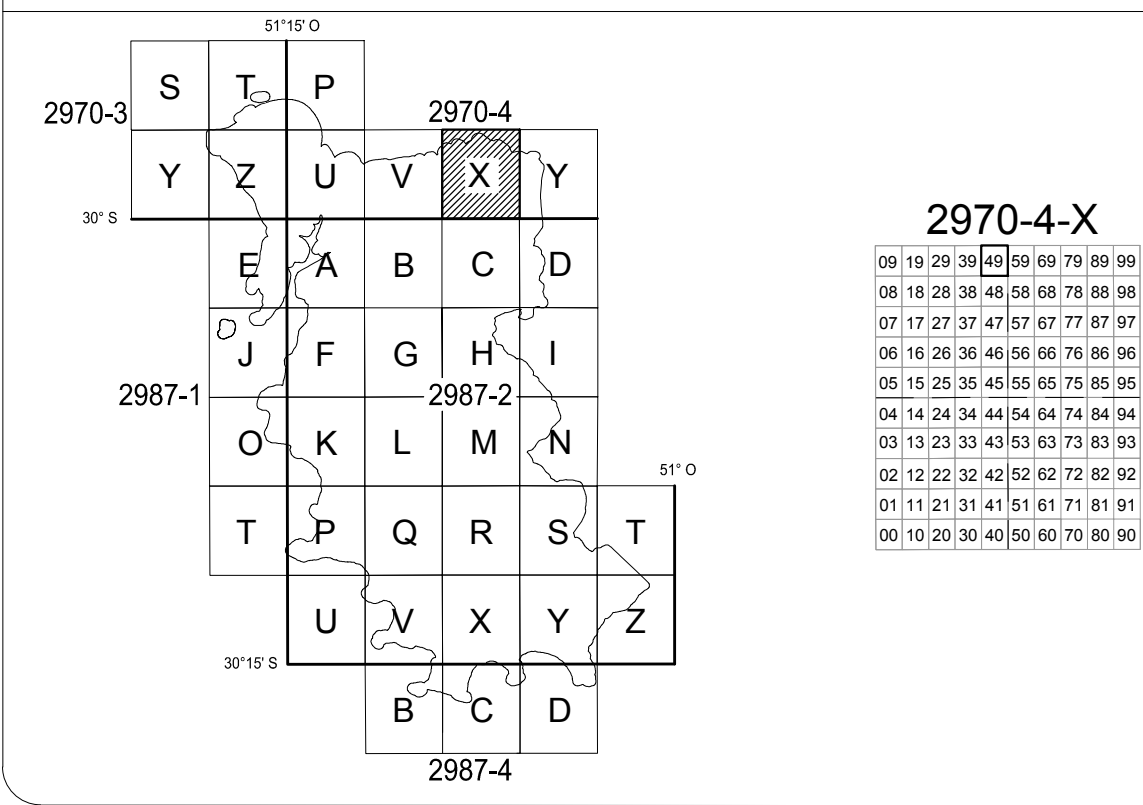 51°15' O
S T P
2970-3
2970-4
Y Z U V X Y
30° S
E A B C D
J F G H I
2987-1
2987-2
O K L M N
51° O
T P Q R S T
U V X Y Z
30°15' S
B C D
2987-4
2970-4-X
09 19 29 39 49 59 69 79 89 99
08 18 28 38 48 58 68 78 88 98
07 17 27 37 47 57 67 77 87 97
06 16 26 36 46 56 66 76 86 96
05 15 25 35 45 55 65 75 85 95
04 14 24 34 44 54 64 74 84 94
03 13 23 33 43 53 63 73 83 93
02 12 22 32 42 52 62 72 82 92
01 11 21 31 41 51 61 71 81 91
00 10 20 30 40 50 60 70 80 90